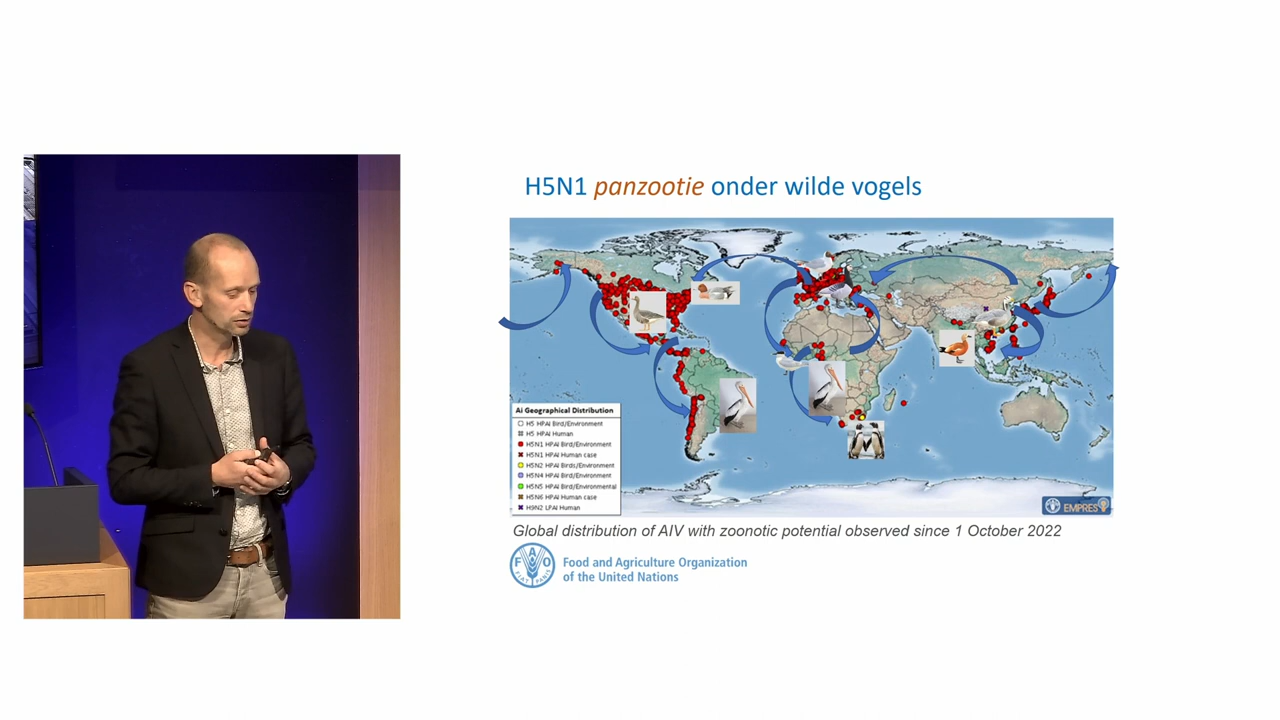 H5N1 panzootie onder wilde vogels
Ai Geographical Distribution
H5 HPAI Bird/Environment
H5 HPAI Human
H5N1 HPAI Bird/Environment
H5N1 HPAI Human case
H5N2 HPAI Birds/Environment
H5N4 HPAI Bird/Environment
H5N5 HPAI Bird/Environmental
H5N6 HPAI Human case
H9N2 LPAI Human
EMPRES
Global distribution of AIV with zoonotic potential observed since 1 October 2022
F A O
FIAT PANIS
Food and Agriculture Organization
of the United Nations